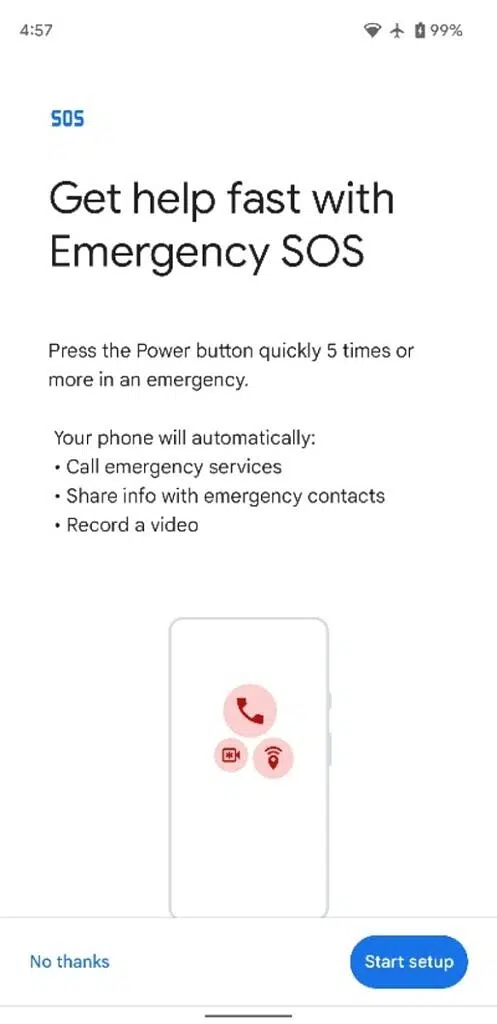 4:57 99%
SOS
Get help fast with
Emergency SOS
Press the Power button quickly 5 times or
more in an emergency.
Your phone will automatically:
• Call emergency services
• Share info with emergency contacts
• Record a video
No thanks Start setup